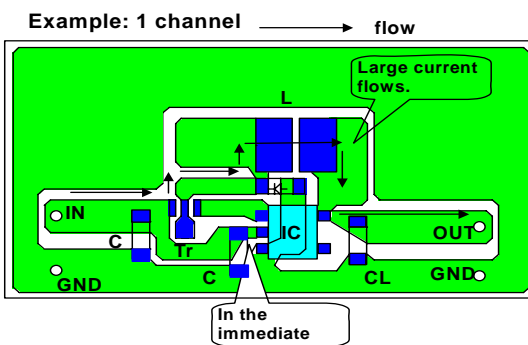 Example: 1 channel
flow
Large current
flows.
L
IN
IC
OUT
C
Tr
C
CL
GND
GND
In the
immediate